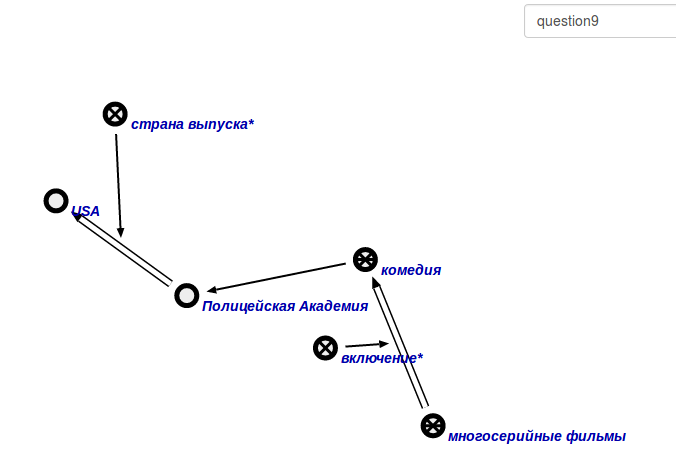 question9
страна выпуска*
USA
комедия
Полицейская Академия
включение*
многосерийные фильмы